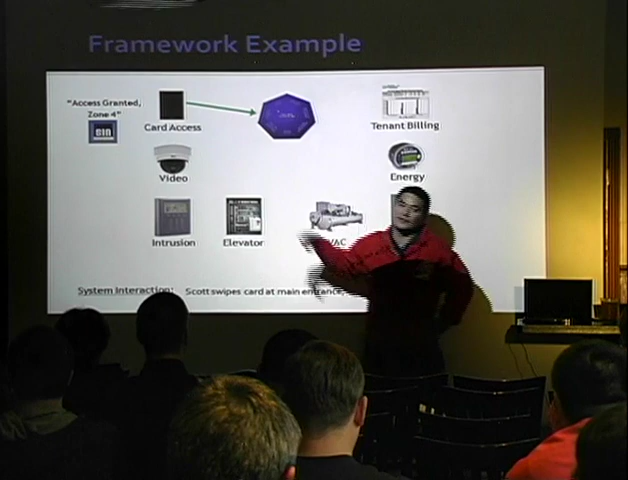 Framework Example
"Access Granted,
Zone 4"
Card Access
Tenant Billing
Video
Energy
Intrusion
Elevator
VAC
System Interaction: Scott swipes card at main entrance,